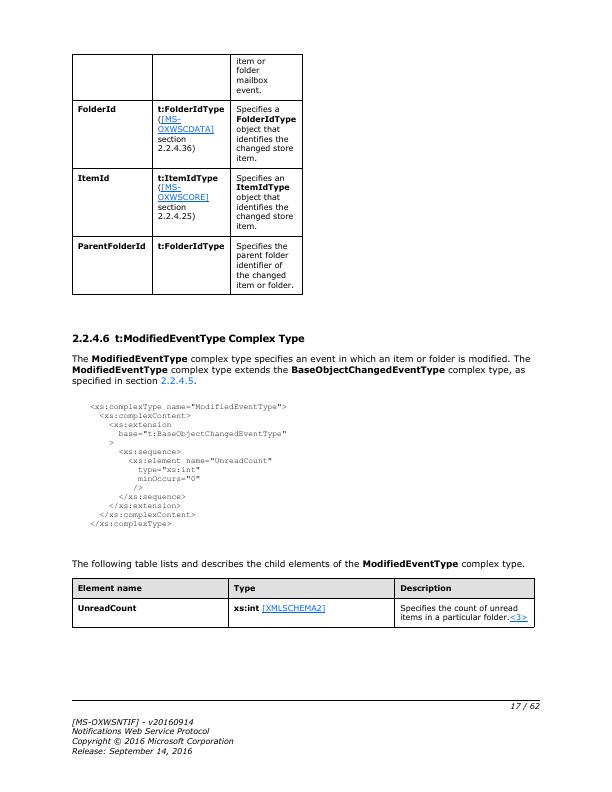 item or
folder
mailbox
event.
FolderId
t:FolderIdType
([MS-
OXWSCDATA]
section
2.2.4.36)
Specifies a
FolderIdType
object that
identifies the
changed store
item.
ItemId
t:ItemIdType
([MS-
OXWSCORE]
section
2.2.4.25)
Specifies an
ItemIdType
object that
identifies the
changed store
item.
ParentFolderId
t:FolderIdType
Specifies the
parent folder
identifier of
the changed
item or folder.
2.2.4.6 t:ModifiedEventType Complex Type
The ModifiedEventType complex type specifies an event in which an item or folder is modified. The
ModifiedEventType complex type extends the BaseObjectChangedEventType complex type, as
specified in section 2.2.4.5.
<xs:complexType name="ModifiedEventType">
<xs:complexContent>
<xs:extension
base="t:BaseObjectChangedEventType"
>
<xs:sequence>
<xs:element name="UnreadCount"
type="xs:int"
minOccurs="0"
/>
</xs:sequence>
</xs:extension>
</xs:complexContent>
</xs:complexType>
The following table lists and describes the child elements of the ModifiedEventType complex type.
Element name
Type
Description
UnreadCount
xs:int [XMLSCHEMA2]
Specifies the count of unread
items in a particular folder.<3>
17 / 62
[MS-OXWSNTIF] - v20160914
Notifications Web Service Protocol
Copyright © 2016 Microsoft Corporation
Release: September 14, 2016